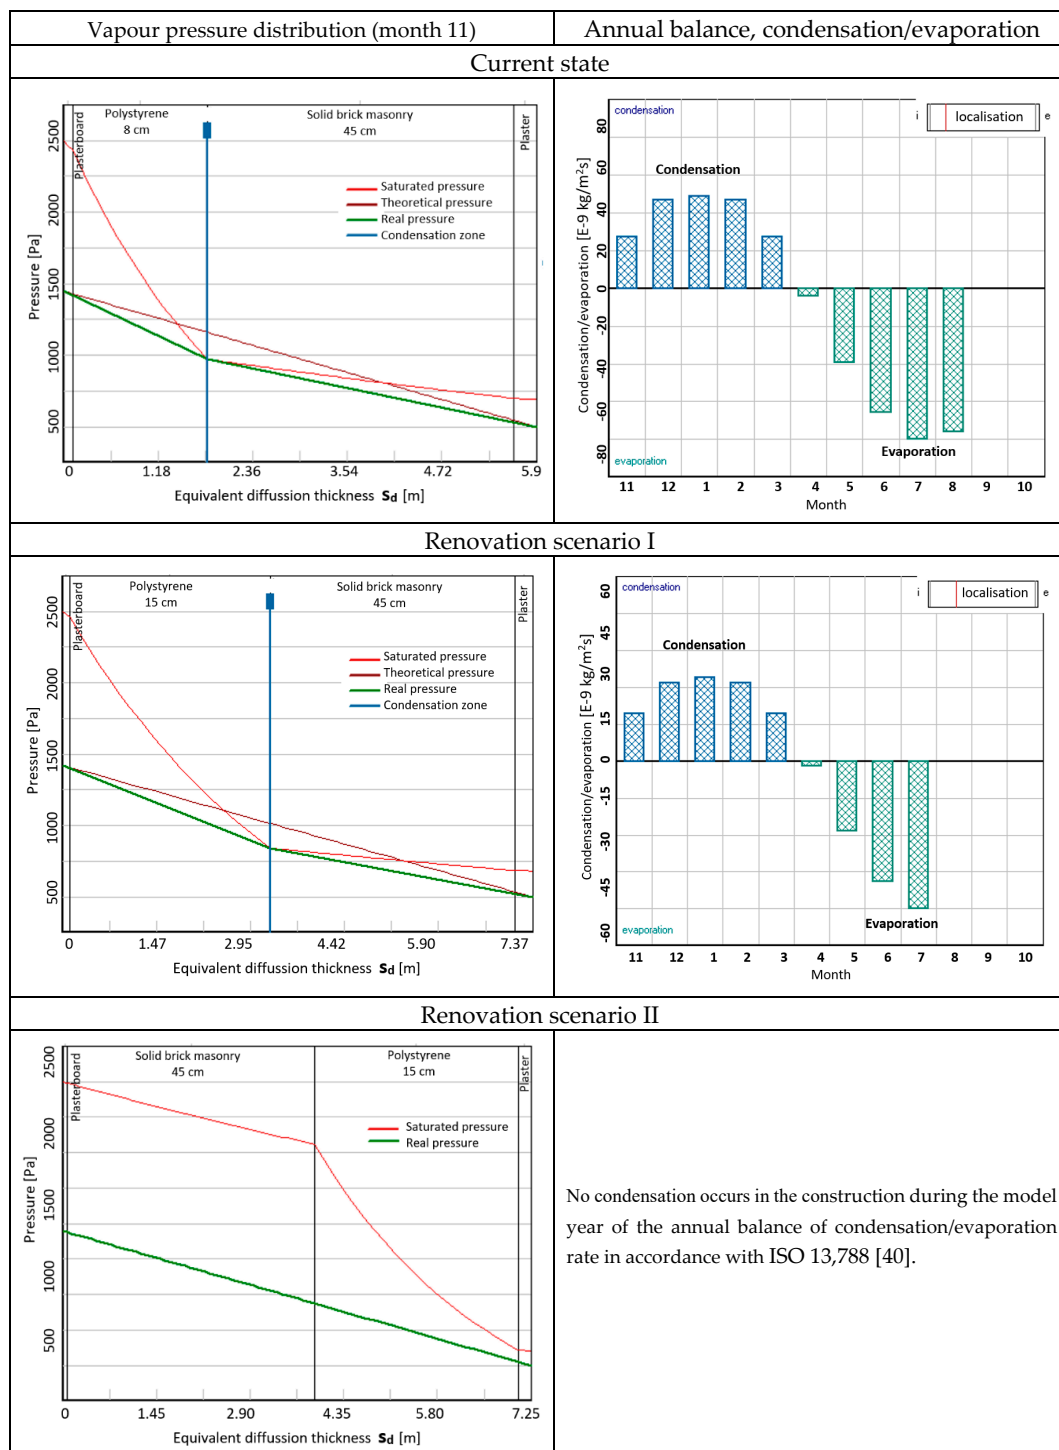 Vapour pressure distribution (month 11)
Annual balance, condensation/evaporation
Current state
Polystyrene
8 cm
Solid brick masonry
45 cm
Plasterboard
Plaster
Saturated pressure
Theoretical pressure
Real pressure
Condensation zone
Pressure [Pa]
2500
2000
1500
1000
500
0
1.18
2.36
3.54
4.72
5.9
Equivalent diffussion thickness Sd [m]
condensation
i
localisation
e
Condensation
Condensation/evaporation [E-9 kg/m²s]
80
60
40
20
0
-20
-40
-60
-80
Evaporation
evaporation
11 12 1 2 3 4 5 6 7 8 9 10
Month
Renovation scenario I
Polystyrene
15 cm
Solid brick masonry
45 cm
Plasterboard
Plaster
Saturated pressure
Theoretical pressure
Real pressure
Condensation zone
Pressure [Pa]
2500
2000
1500
1000
500
0
1.47
2.95
4.42
5.90
7.37
Equivalent diffussion thickness Sd [m]
condensation
i
localisation
e
Condensation
Condensation/evaporation [E-9 kg/m²s]
60
45
30
15
0
-15
-30
-45
-60
Evaporation
evaporation
11 12 1 2 3 4 5 6 7 8 9 10
Month
Renovation scenario II
Solid brick masonry
45 cm
Polystyrene
15 cm
Plasterboard
Plaster
Saturated pressure
Real pressure
Pressure [Pa]
2500
2000
1500
1000
500
0
1.45
2.90
4.35
5.80
7.25
Equivalent diffusion thickness Sd [m]
No condensation occurs in the construction during the model
year of the annual balance of condensation/evaporation
rate in accordance with ISO 13,788 [40].